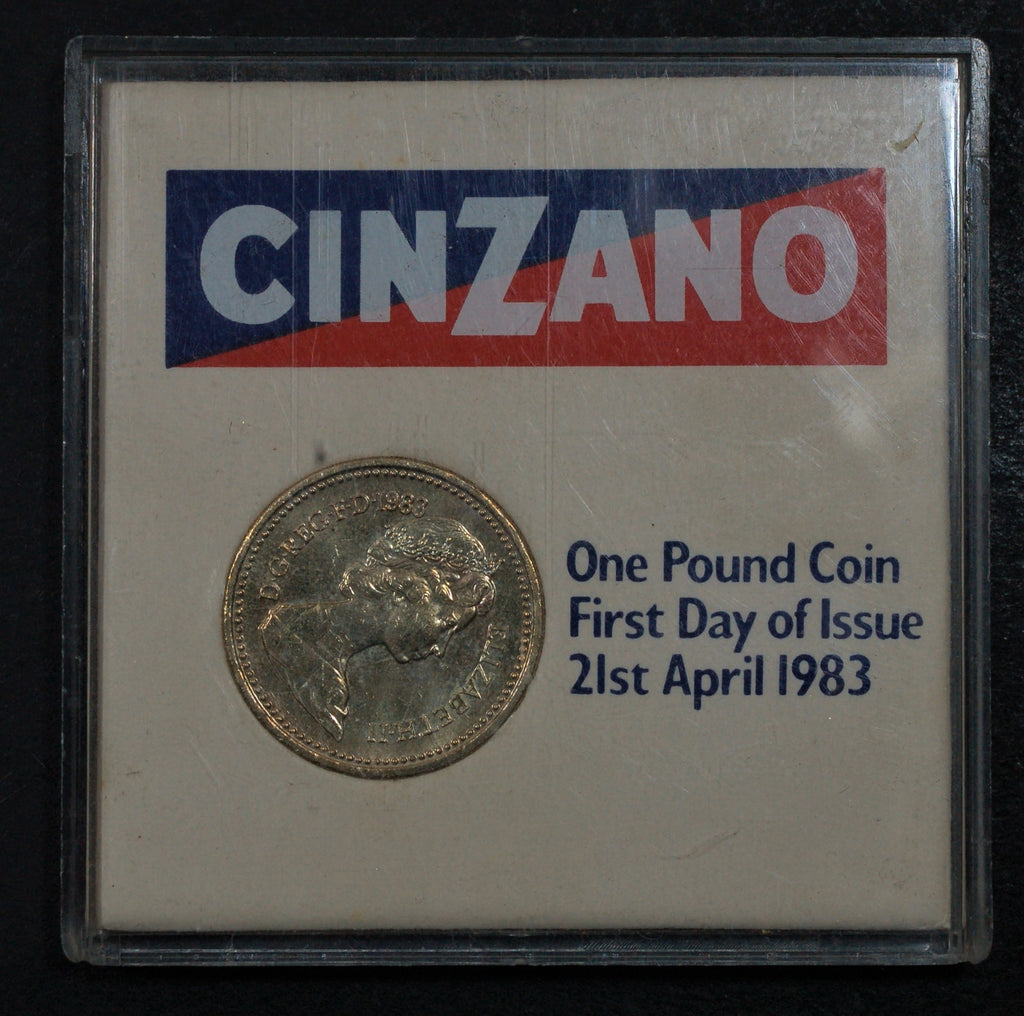 CINZANO
D·G·REG·F·D·1983
ELIZABETH·II
One Pound Coin
First Day of Issue
21st April 1983